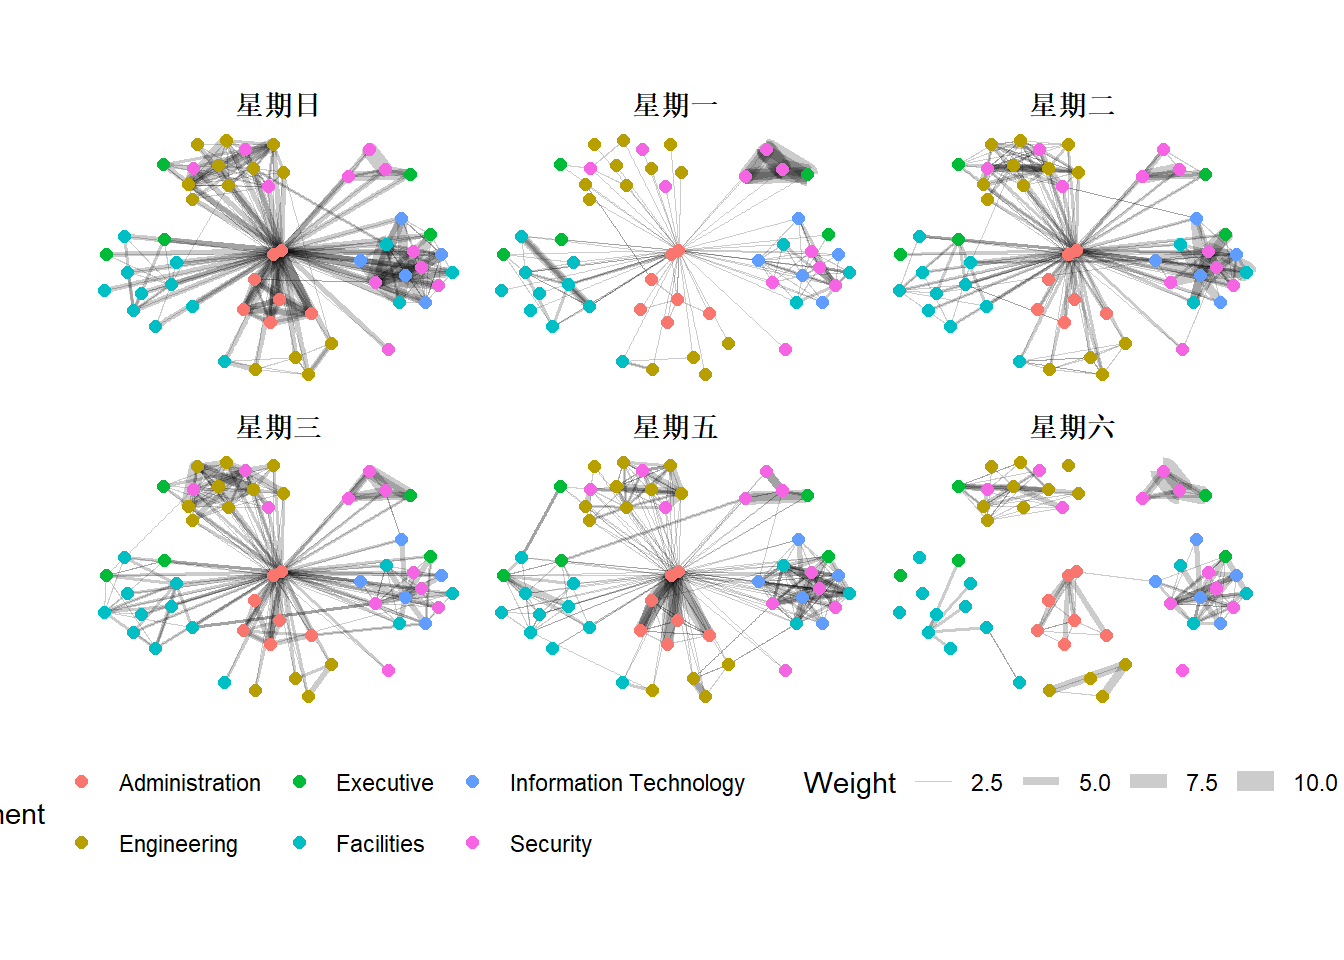 星期日 星期一 星期二
星期三 星期五 星期六
Administration Executive Information Technology Weight 2.5 5.0 7.5 10.0
Engineering Facilities Security